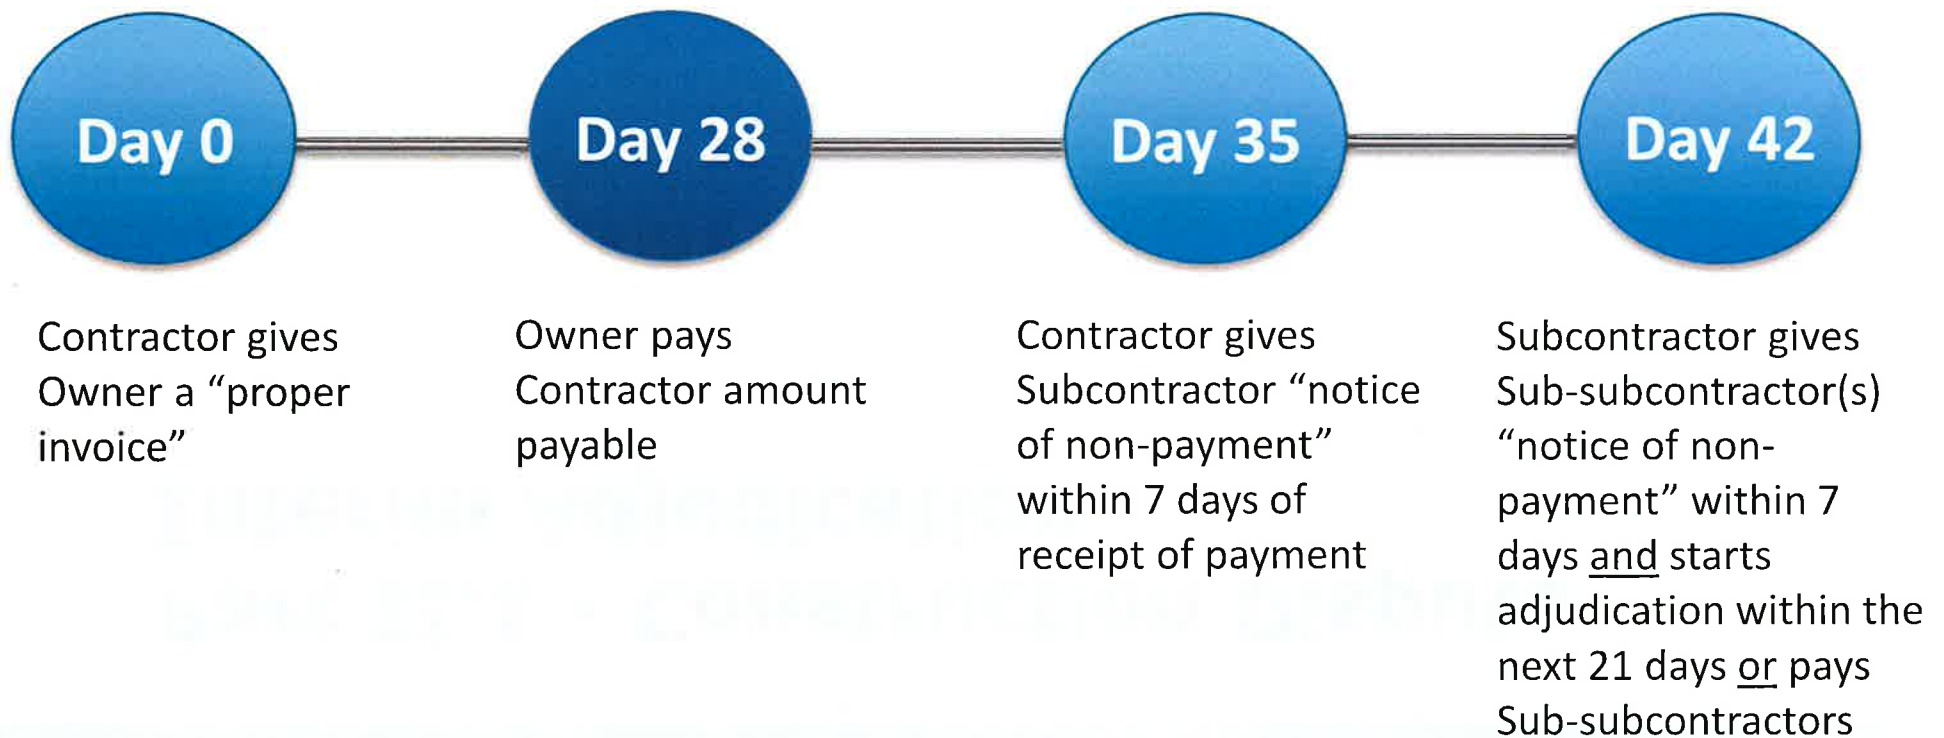 Day 0
Day 28
Day 35
Day 42
Contractor gives
Owner a “proper
invoice”
Owner pays
Contractor amount
payable
Contractor gives
Subcontractor “notice
of non-payment”
within 7 days of
receipt of payment
Subcontractor gives
Sub-subcontractor(s)
“notice of non-
payment” within 7
days and starts
adjudication within the
next 21 days or pays
Sub-subcontractors